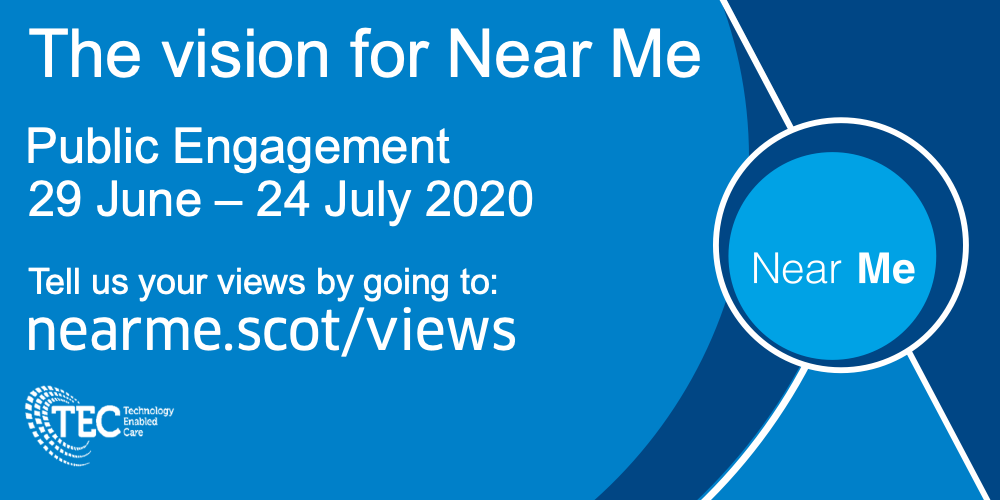 The vision for Near Me
Public Engagement
29 June – 24 July 2020
Tell us your views by going to:
nearme.scot/views
Near Me
TEC
Technology
Enabled
Care